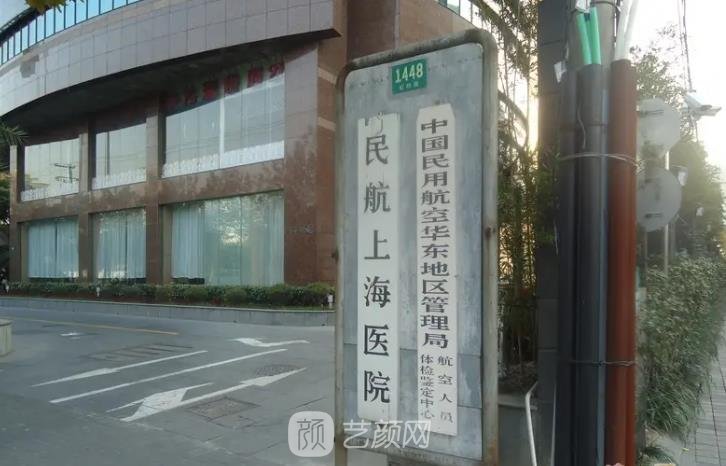 1448
民航上海医院
中国民用航空华东地区管理局
航空人员
体检鉴定中心
颜 艺颜网